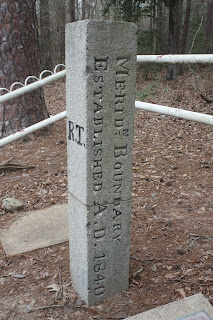 R.T.
MERIDN BOUNDARY
ESTABLISHED A.D. 1840